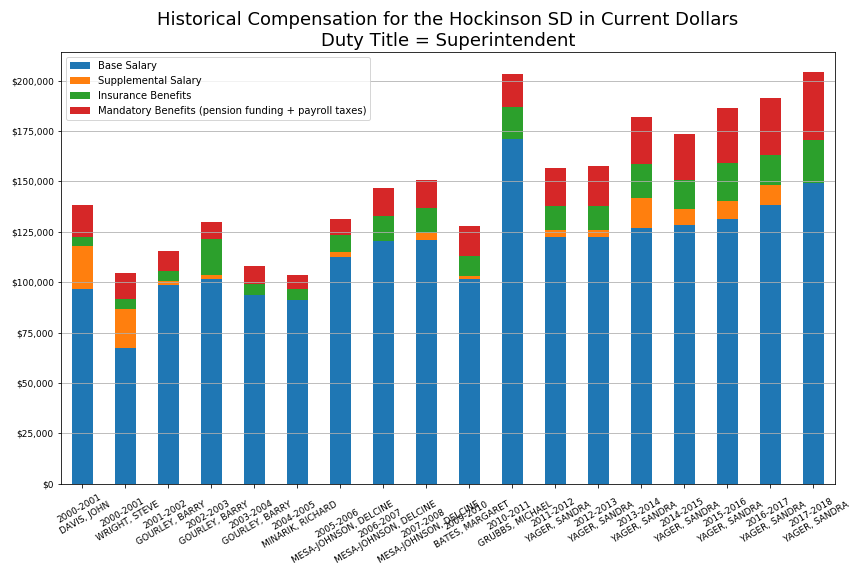 Historical Compensation for the Hockinson SD in Current Dollars
Duty Title = Superintendent
Base Salary
Supplemental Salary
Insurance Benefits
Mandatory Benefits (pension funding + payroll taxes)
$200,000
$175,000
$150,000
$125,000
$100,000
$75,000
$50,000
$25,000
$0
2000-2001
DAVIS, JOHN
2000-2001
WRIGHT, STEVE
2001-2002
GOURLEY, BARRY
2002-2003
GOURLEY, BARRY
2003-2004
GOURLEY, BARRY
2004-2005
MINARIK, RICHARD
2005-2006
MESA-JOHNSON, DELCINE
2006-2007
MESA-JOHNSON, DELCINE
2007-2008
MESA-JOHNSON, DELCINE
2009-2010
BATES, MARGARET
2010-2011
GRUBBS, MICHAEL
2011-2012
YAGER, SANDRA
2012-2013
YAGER, SANDRA
2013-2014
YAGER, SANDRA
2014-2015
YAGER, SANDRA
2015-2016
YAGER, SANDRA
2016-2017
YAGER, SANDRA
2017-2018
YAGER, SANDRA